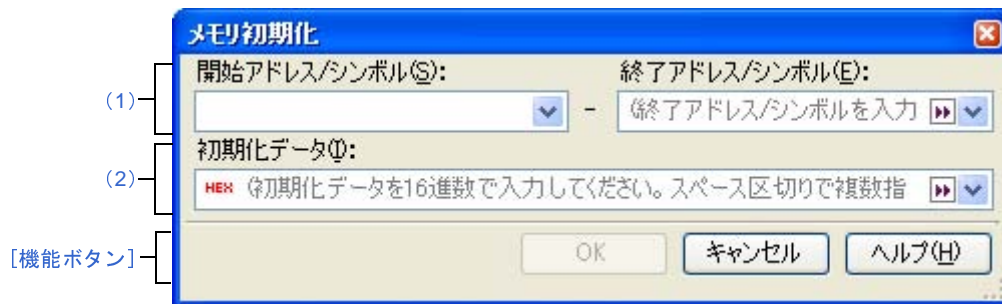 メモリ初期化
(1)
開始アドレス/シンボル(S):
終了アドレス/シンボル(E):
-
(終了アドレス/シンボルを入力
(2)
初期化データ(I):
HEX (初期化データを16進数で入力してください。スペース区切りで複数指
[機能ボタン]
OK
キャンセル
ヘルプ(H)